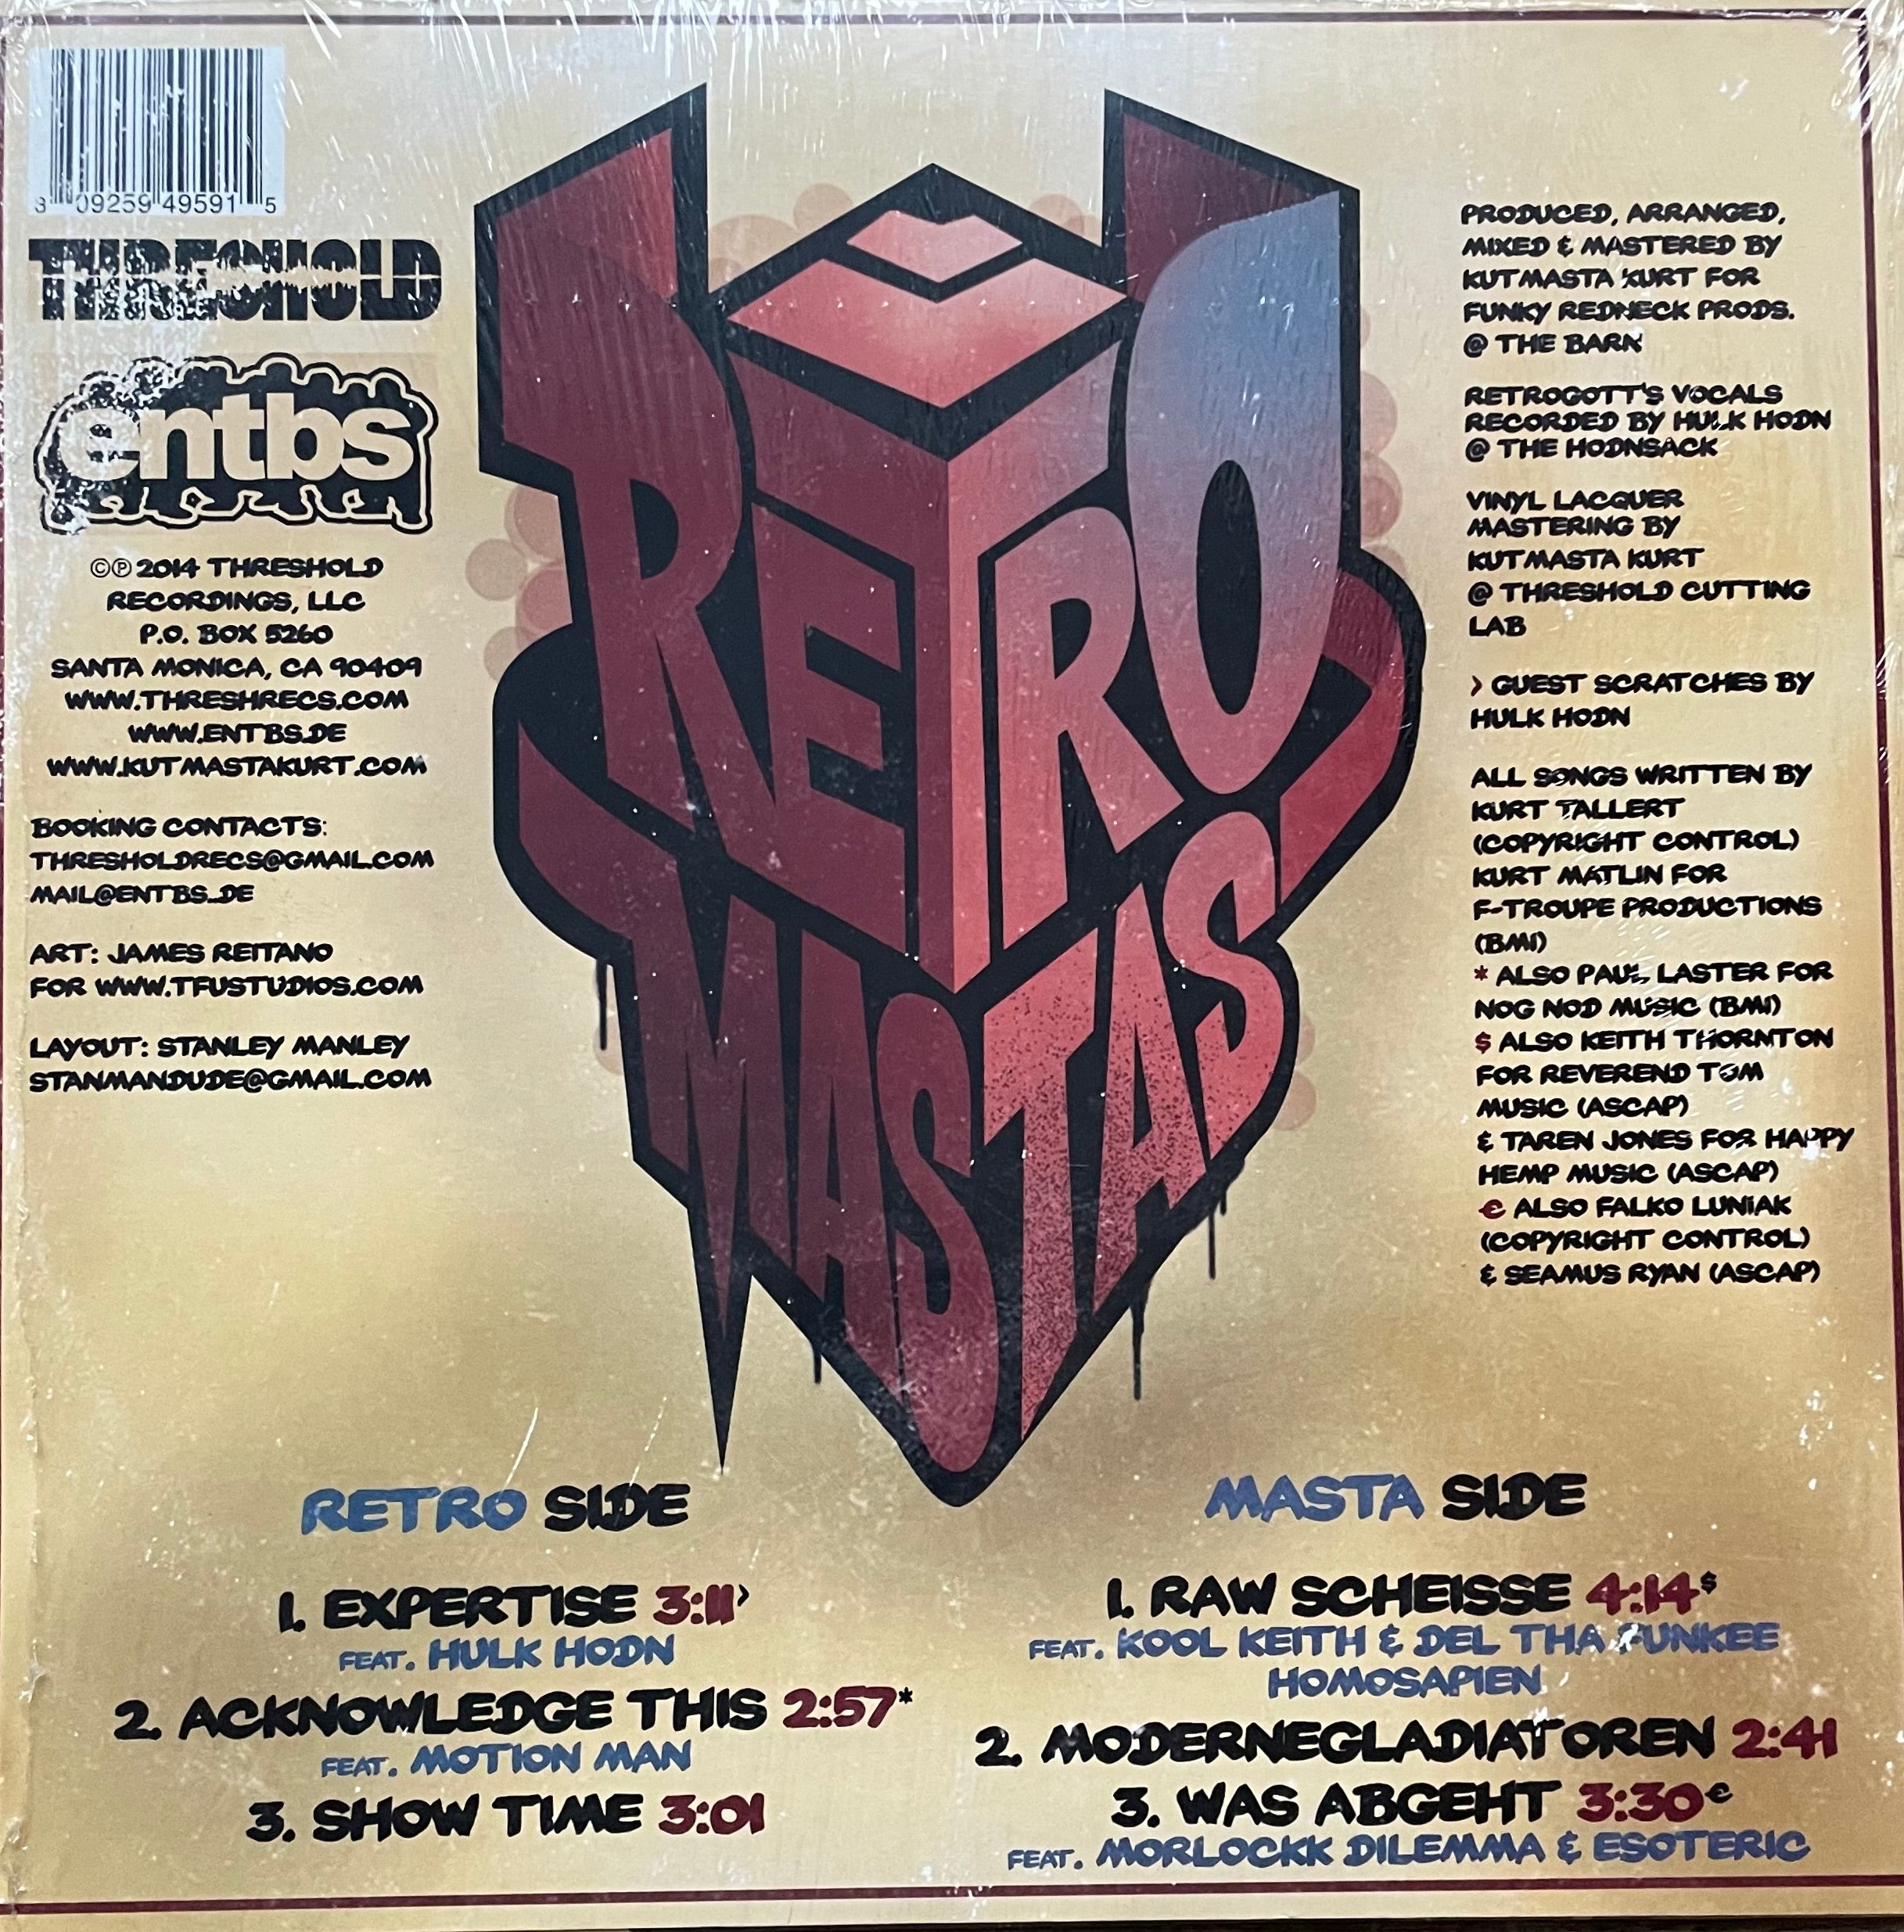 8 09259 49591 5
THRESHOLD
entbs
©℗ 2014 THRESHOLD
RECORDINGS, LLC
P.O. BOX 5260
SANTA MONICA, CA 90409
WWW.THRESHRECS.COM
WWW.ENTBS.DE
WWW.KUTMASTAKURT.COM
BOOKING CONTACTS:
THRESHOLDRECS@GMAIL.COM
MAIL@ENTBS.DE
ART: JAMES REITANO
FOR WWW.TFUSTUDIOS.COM
LAYOUT: STANLEY MANLEY
STANMANDUDE@GMAIL.COM
RETRO
MASTAS
PRODUCED, ARRANGED,
MIXED & MASTERED BY
KUTMASTA KURT FOR
FUNKY REDNECK PRODS.
@ THE BARN
RETROGOTT'S VOCALS
RECORDED BY HULK HODN
@ THE HODNSACK
VINYL LACQUER
MASTERING BY
KUTMASTA KURT
@ THRESHOLD CUTTING
LAB
> GUEST SCRATCHES BY
HULK HODN
ALL SONGS WRITTEN BY
KURT TALLERT
(COPYRIGHT CONTROL)
KURT MATLIN FOR
F-TROUPE PRODUCTIONS
(BMI)
* ALSO PAUL LASTER FOR
NOG NOD MUSIC (BMI)
$ ALSO KEITH THORNTON
FOR REVEREND TOM
MUSIC (ASCAP)
& TAREN JONES FOR HAPPY
HEMP MUSIC (ASCAP)
€ ALSO FALKO LUNIAK
(COPYRIGHT CONTROL)
& SEAMUS RYAN (ASCAP)
RETRO SIDE
1. EXPERTISE 3:11>
FEAT. HULK HODN
2. ACKNOWLEDGE THIS 2:57*
FEAT. MOTION MAN
3. SHOW TIME 3:01
MASTA SIDE
1. RAW SCHEISSE 4:14$
FEAT. KOOL KEITH & DEL THA FUNKEE
HOMOSAPIEN
2. MODERNEGLADIATOREN 2:41
3. WAS ABGEHT 3:30€
FEAT. MORLOCKK DILEMMA & ESOTERIC